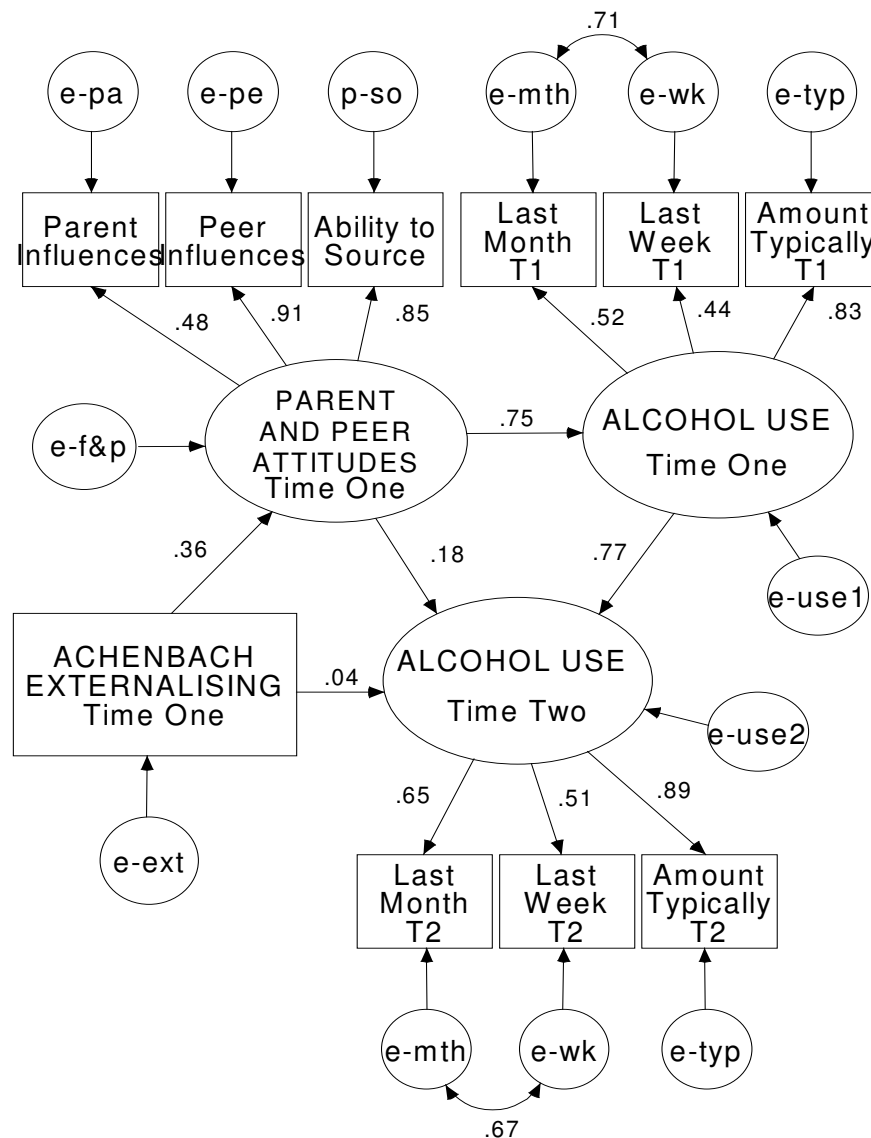 .71
e-pa
e-pe
p-so
e-mth
e-wk
e-typ
Parent
Influences
Peer
Influences
Ability to
Source
Last
Month
T1
Last
Week
T1
Amount
Typically
T1
.48
.91
.85
.52
.44
.83
PARENT
AND PEER
ATTITUDES
Time One
e-f&p
.75
ALCOHOL USE
Time One
.36
.18
.77
e-use1
ACHENBACH
EXTERNALISING
Time One
.04
ALCOHOL USE
Time Two
e-use2
.65
.51
.89
e-ext
Last
Month
T2
Last
Week
T2
Amount
Typically
T2
e-mth
e-wk
e-typ
.67